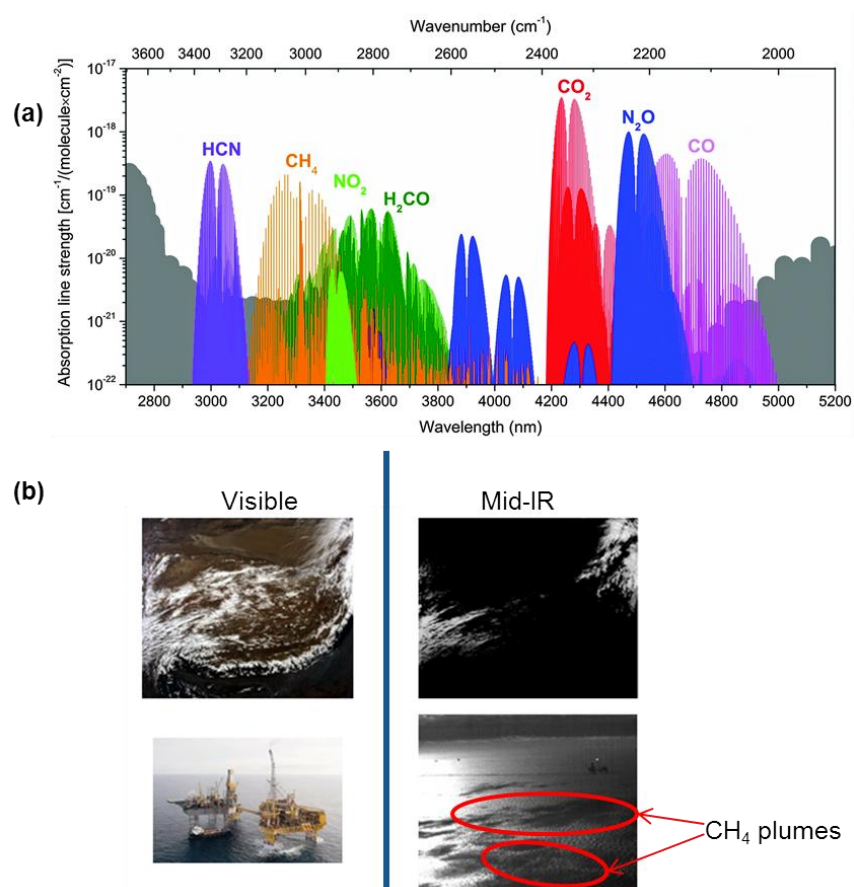 Wavenumber (cm⁻¹)
3600 3400 3200 3000 2800 2600 2400 2200 2000
(a)
Absorption line strength [cm⁻¹/(molecule×cm⁻²)]
10⁻¹⁷
10⁻¹⁸
10⁻¹⁹
10⁻²⁰
10⁻²¹
10⁻²²
HCN
CH₄
NO₂
H₂CO
CO₂
N₂O
CO
2800 3000 3200 3400 3600 3800 4000 4200 4400 4600 4800 5000 5200
Wavelength (nm)
(b)
Visible
Mid-IR
CH₄ plumes